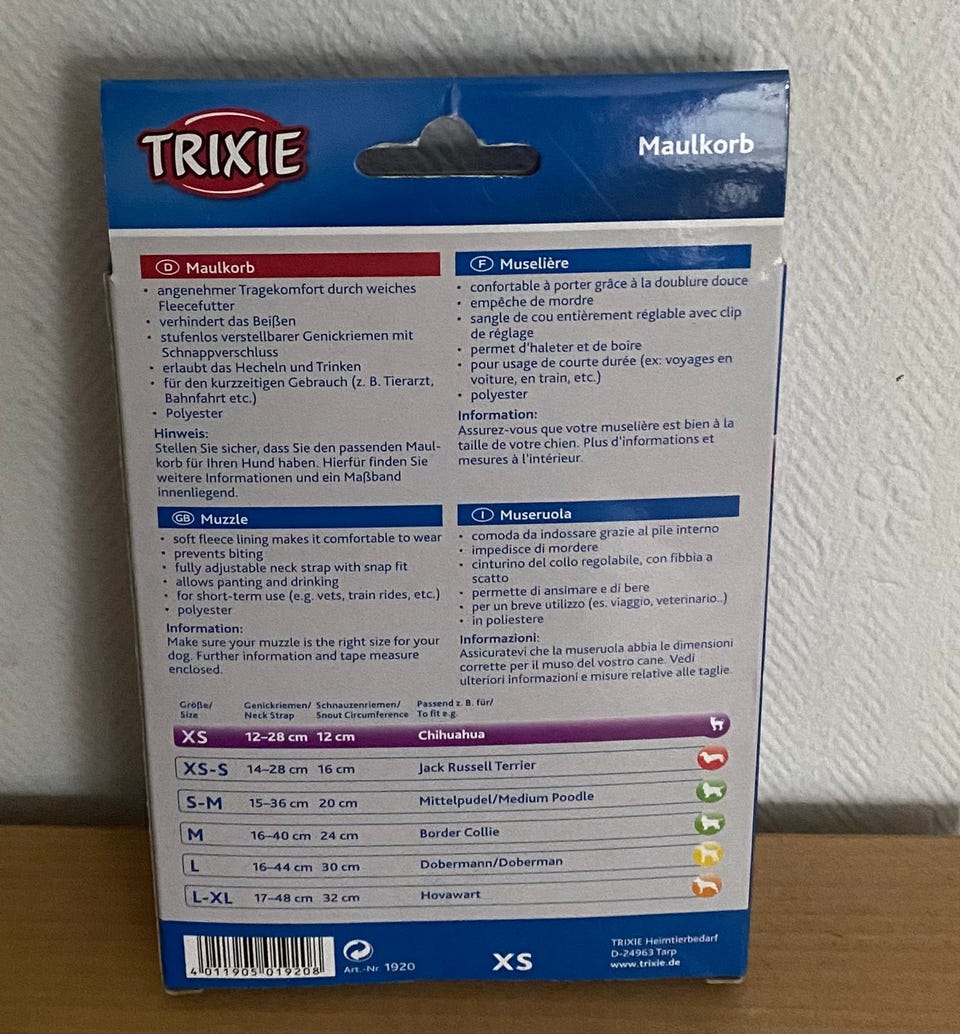 TRIXIE
Maulkorb
D Maulkorb
• angenehmer Tragekomfort durch weiches
Fleecefutter
• verhindert das Beißen
• stufenlos verstellbarer Genickriemen mit
Schnappverschluss
• erlaubt das Hecheln und Trinken
• für den kurzzeitigen Gebrauch (z. B. Tierarzt,
Bahnfahrt etc.)
• Polyester
Hinweis:
Stellen Sie sicher, dass Sie den passenden Maul-
korb für Ihren Hund haben. Hierfür finden Sie
weitere Informationen und ein Maßband
innenliegend.
F Muselière
• confortable à porter grâce à la doublure douce
• empêche de mordre
• sangle de cou entièrement réglable avec clip
de réglage
• permet d'haleter et de boire
• pour usage de courte durée (ex: voyages en
voiture, en train, etc.)
• polyester
Information:
Assurez-vous que votre muselière est bien à la
taille de votre chien. Plus d'informations et
mesures à l'intérieur.
GB Muzzle
• soft fleece lining makes it comfortable to wear
• prevents biting
• fully adjustable neck strap with snap fit
• allows panting and drinking
• for short-term use (e.g. vets, train rides, etc.)
• polyester
Information:
Make sure your muzzle is the right size for your
dog. Further information and tape measure
enclosed.
I Museruola
• comoda da indossare grazie al pile interno
• impedisce di mordere
• cinturino del collo regolabile, con fibbia a
scatto
• permette di ansimare e di bere
• per un breve utilizzo (es. viaggio, veterinario..)
• in poliestere
Informazioni:
Assicuratevi che la museruola abbia le dimensioni
corrette per il muso del vostro cane. Vedi
ulteriori informazioni e misure relative alle taglie.
Größe/ Genickriemen/ Schnauzenriemen/ Passend z. B. für/
Size Neck Strap Snout Circumference To fit e.g.
XS 12–28 cm 12 cm Chihuahua
XS-S 14–28 cm 16 cm Jack Russell Terrier
S-M 15–36 cm 20 cm Mittelpudel/Medium Poodle
M 16–40 cm 24 cm Border Collie
L 16–44 cm 30 cm Dobermann/Doberman
L-XL 17–48 cm 32 cm Hovawart
4 011905 019208
Art.-Nr. 1920
XS
TRIXIE Heimtierbedarf
D-24963 Tarp
www.trixie.de